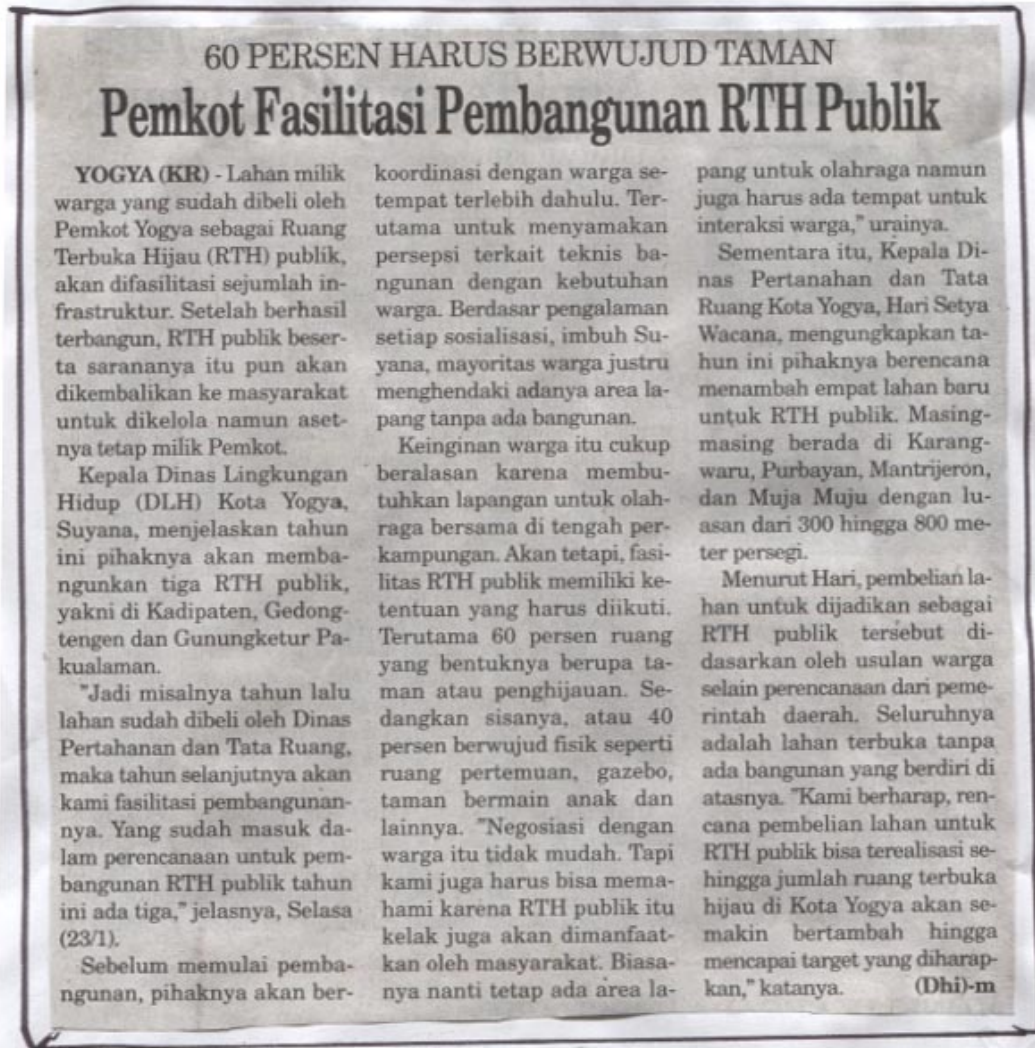 60 PERSEN HARUS BERWUJUD TAMAN
Pemkot Fasilitasi Pembangunan RTH Publik
YOGYA (KR) - Lahan milik
warga yang sudah dibeli oleh
Pemkot Yogya sebagai Ruang
Terbuka Hijau (RTH) publik,
akan difasilitasi sejumlah in-
frastruktur. Setelah berhasil
terbangun, RTH publik beser-
ta sarananya itu pun akan
dikembalikan ke masyarakat
untuk dikelola namun aset-
nya tetap milik Pemkot.
Kepala Dinas Lingkungan
Hidup (DLH) Kota Yogya,
Suyana, menjelaskan tahun
ini pihaknya akan memba-
ngunkan tiga RTH publik,
yakni di Kadipaten, Gedong-
tengen dan Gunungketur Pa-
kualaman.
"Jadi misalnya tahun lalu
lahan sudah dibeli oleh Dinas
Pertahanan dan Tata Ruang,
maka tahun selanjutnya akan
kami fasilitasi pembangunan-
nya. Yang sudah masuk da-
lam perencanaan untuk pem-
bangunan RTH publik tahun
ini ada tiga," jelasnya, Selasa
(23/1).
Sebelum memulai pemba-
ngunan, pihaknya akan ber-
koordinasi dengan warga se-
tempat terlebih dahulu. Ter-
utama untuk menyamakan
persepsi terkait teknis ba-
ngunan dengan kebutuhan
warga. Berdasar pengalaman
setiap sosialisasi, imbuh Su-
yana, mayoritas warga justru
menghendaki adanya area la-
pang tanpa ada bangunan.
Keinginan warga itu cukup
beralasan karena membu-
tuhkan lapangan untuk olah-
raga bersama di tengah per-
kampungan. Akan tetapi, fasi-
litas RTH publik memiliki ke-
tentuan yang harus diikuti.
Terutama 60 persen ruang
yang bentuknya berupa ta-
man atau penghijauan. Se-
dangkan sisanya, atau 40
persen berwujud fisik seperti
ruang pertemuan, gazebo,
taman bermain anak dan
lainnya. "Negosiasi dengan
warga itu tidak mudah. Tapi
kami juga harus bisa mema-
hami karena RTH publik itu
kelak juga akan dimanfaat-
kan oleh masyarakat. Biasa-
nya nanti tetap ada area la-
pang untuk olahraga namun
juga harus ada tempat untuk
interaksi warga," urainya.
Sementara itu, Kepala Di-
nas Pertanahan dan Tata
Ruang Kota Yogya, Hari Setya
Wacana, mengungkapkan ta-
hun ini pihaknya berencana
menambah empat lahan baru
untuk RTH publik. Masing-
masing berada di Karang-
waru, Purbayan, Mantrijeron,
dan Muja Muju dengan lu-
asan dari 300 hingga 800 me-
ter persegi.
Menurut Hari, pembelian la-
han untuk dijadikan sebagai
RTH publik tersebut di-
dasarkan oleh usulan warga
selain perencanaan dari peme-
rintah daerah. Seluruhnya
adalah lahan terbuka tanpa
ada bangunan yang berdiri di
atasnya. "Kami berharap, ren-
cana pembelian lahan untuk
RTH publik bisa terealisasi se-
hingga jumlah ruang terbuka
hijau di Kota Yogya akan se-
makin bertambah hingga
mencapai target yang diharap-
kan," katanya. (Dhi)-m